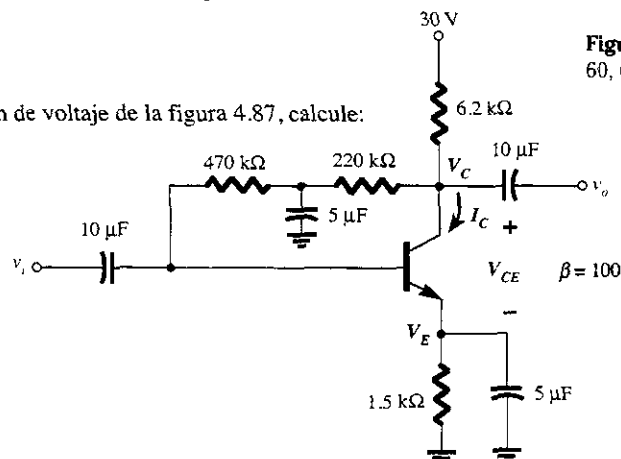 30 V
Figu
60, 
6.2 kΩ
n de voltaje de la figura 4.87, calcule:
470 kΩ
220 kΩ
V_C
10 μF
v_o
5 μF
I_C
+
10 μF
v_i
V_CE
β = 100
V_E
–
1.5 kΩ
5 μF